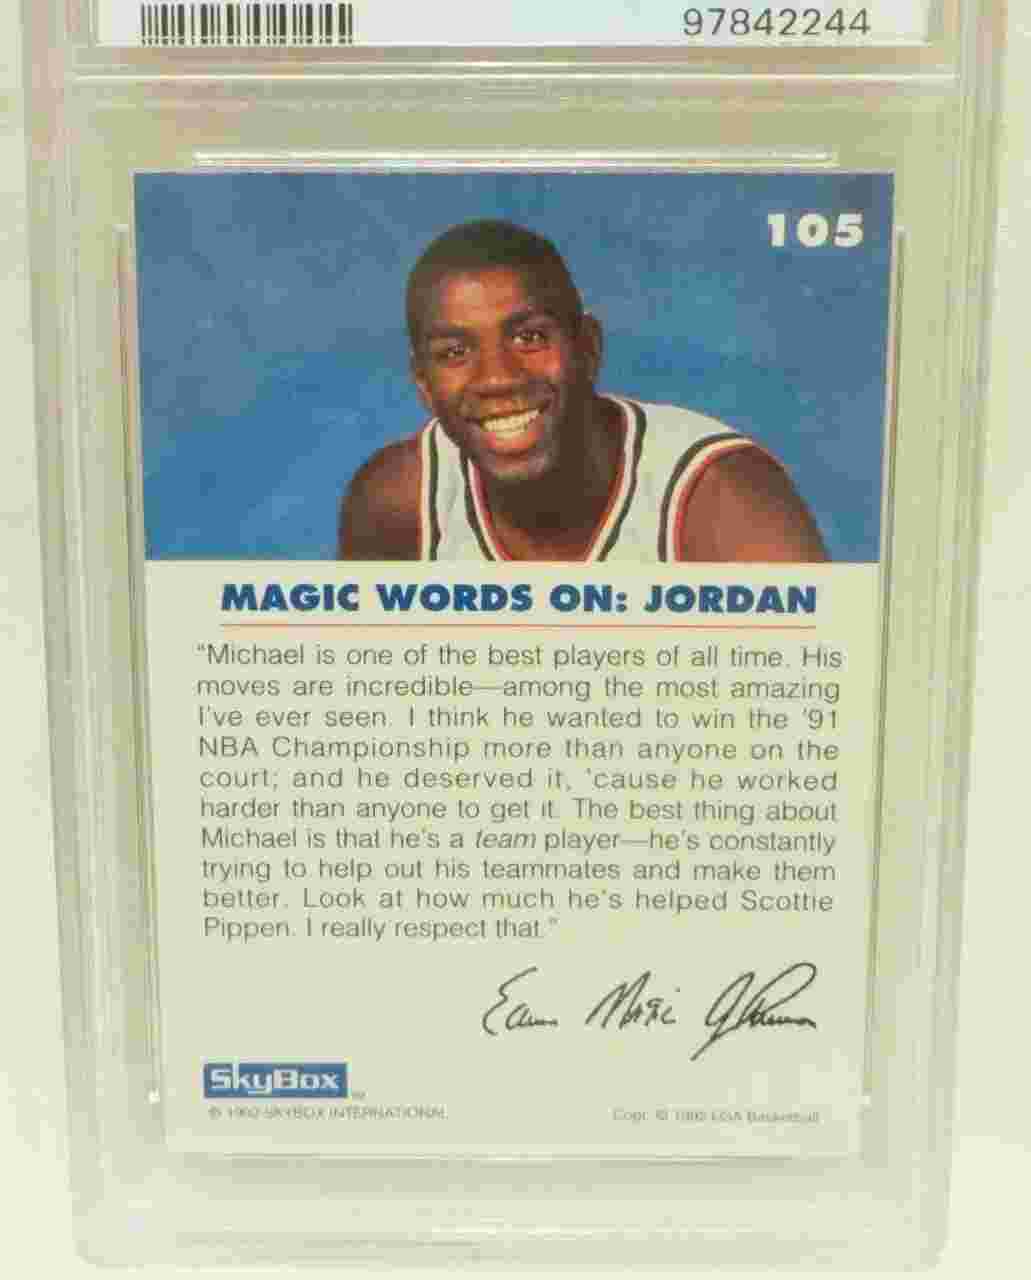 97842244
105
MAGIC WORDS ON: JORDAN
“Michael is one of the best players of all time. His
moves are incredible—among the most amazing
I've ever seen. I think he wanted to win the '91
NBA Championship more than anyone on the
court; and he deserved it, 'cause he worked
harder than anyone to get it. The best thing about
Michael is that he's a team player—he's constantly
trying to help out his teammates and make them
better. Look at how much he's helped Scottie
Pippen. I really respect that.”
Earvin Magic Johnson
SkyBox™
© 1992 SKYBOX INTERNATIONAL
Copr. © 1992 USA Basketball